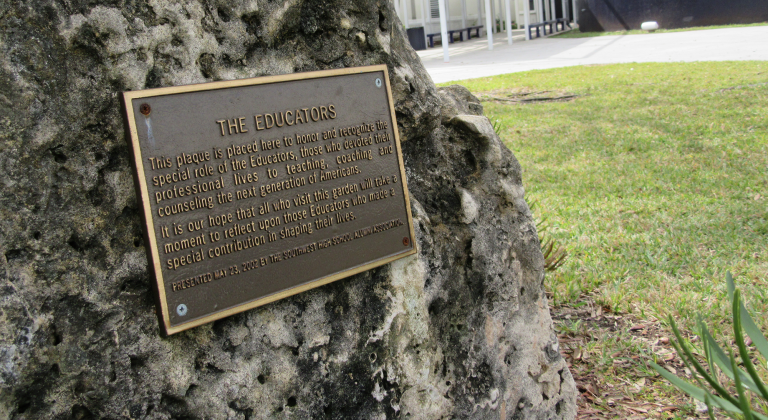 THE EDUCATORS
This plaque is placed here to honor and recognize the
special role of the Educators, those who devoted their
professional lives to teaching, coaching and
counseling the next generation of Americans.
It is our hope that all who visit this garden will take a
moment to reflect upon those Educators who made a
special contribution in shaping their lives.
PRESENTED MAY 23, 2002 BY THE SOUTHWEST HIGH SCHOOL ALUMNI ASSOCIATION.